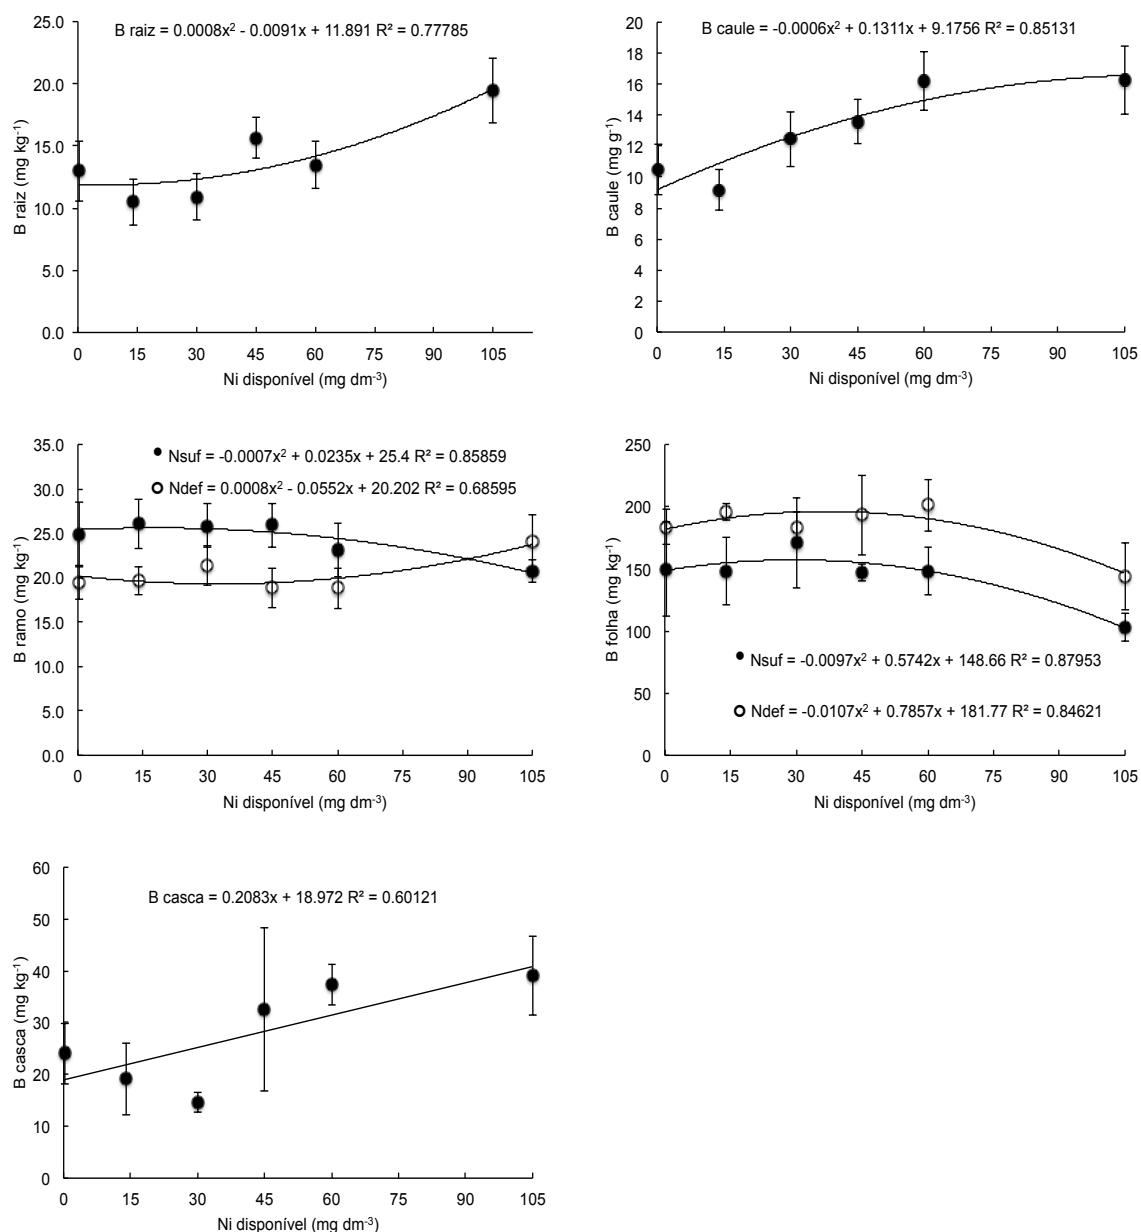 B raiz = 0.0008x² - 0.0091x + 11.891 R² = 0.77785
25.0
20.0
15.0
10.0
5.0
0.0
B raiz (mg kg⁻¹)
0 15 30 45 60 75 90 105
Ni disponível (mg dm⁻³)
B caule = -0.0006x² + 0.1311x + 9.1756 R² = 0.85131
20
18
16
14
12
10
8
6
4
2
0
B caule (mg g⁻¹)
0 15 30 45 60 75 90 105
Ni disponível (mg dm⁻³)
Nsuf = -0.0007x² + 0.0235x + 25.4 R² = 0.85859
Ndef = 0.0008x² - 0.0552x + 20.202 R² = 0.68595
35.0
30.0
25.0
20.0
15.0
10.0
5.0
0.0
B ramo (mg kg⁻¹)
0 15 30 45 60 75 90 105
Ni disponível (mg dm⁻³)
250
200
150
100
50
0
B folha (mg kg⁻¹)
Nsuf = -0.0097x² + 0.5742x + 148.66 R² = 0.87953
Ndef = -0.0107x² + 0.7857x + 181.77 R² = 0.84621
0 15 30 45 60 75 90 105
Ni disponível (mg dm⁻³)
B casca = 0.2083x + 18.972 R² = 0.60121
60
50
40
30
20
10
0
B casca (mg kg⁻¹)
0 15 30 45 60 75 90 105
Ni disponível (mg dm⁻³)